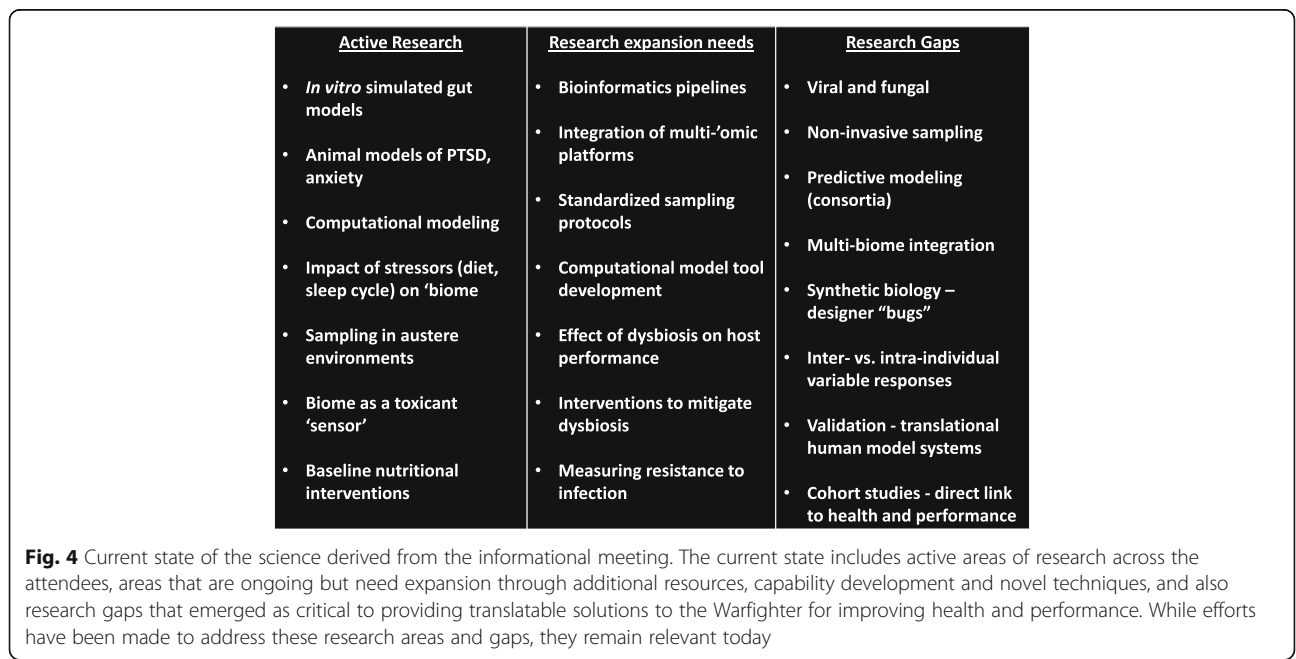 Active Research
• In vitro simulated gut
models
• Animal models of PTSD,
anxiety
• Computational modeling
• Impact of stressors (diet,
sleep cycle) on ‘biome
• Sampling in austere
environments
• Biome as a toxicant
‘sensor’
• Baseline nutritional
interventions
Research expansion needs
• Bioinformatics pipelines
• Integration of multi-’omic
platforms
• Standardized sampling
protocols
• Computational model tool
development
• Effect of dysbiosis on host
performance
• Interventions to mitigate
dysbiosis
• Measuring resistance to
infection
Research Gaps
• Viral and fungal
• Non-invasive sampling
• Predictive modeling
(consortia)
• Multi-biome integration
• Synthetic biology –
designer “bugs”
• Inter- vs. intra-individual
variable responses
• Validation - translational
human model systems
• Cohort studies - direct link
to health and performance
Fig. 4 Current state of the science derived from the informational meeting. The current state includes active areas of research across the
attendees, areas that are ongoing but need expansion through additional resources, capability development and novel techniques, and also
research gaps that emerged as critical to providing translatable solutions to the Warfighter for improving health and performance. While efforts
have been made to address these research areas and gaps, they remain relevant today